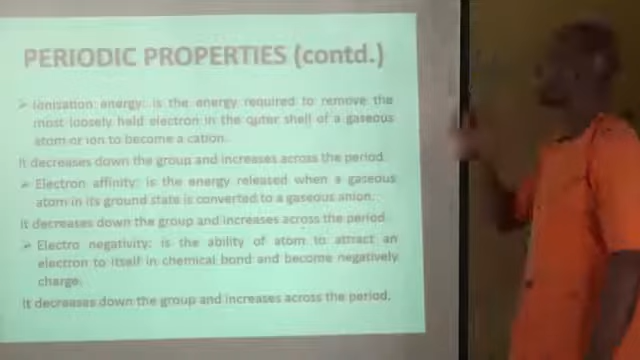 PERIODIC PROPERTIES (contd.)
➢ Ionisation energy: is the energy required to remove the
most loosely held electron in the outer shell of a gaseous
atom or ion to become a cation.
It decreases down the group and increases across the period.
➢ Electron affinity: is the energy released when a gaseous
atom in its ground state is converted to a gaseous anion.
It decreases down the group and increases across the period.
➢ Electro negativity: is the ability of atom to attract an
electron to itself in chemical bond and become negatively
charge.
It decreases down the group and increases across the period.